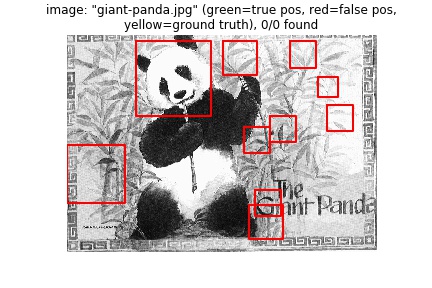 image: "giant-panda.jpg" (green=true pos, red=false pos,
yellow=ground truth), 0/0 found
The
Giant Panda